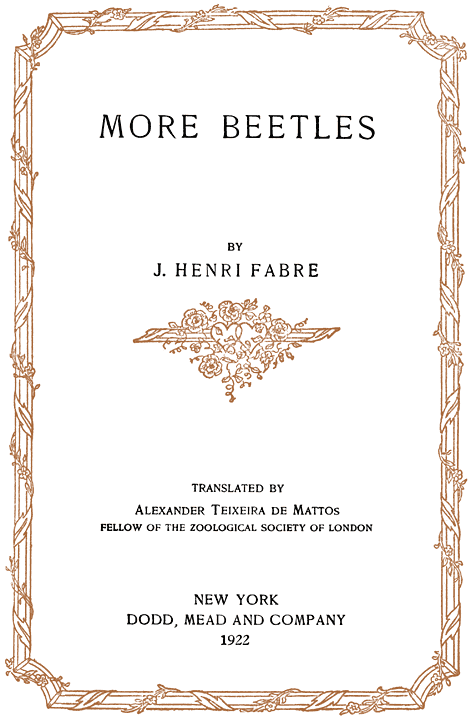 MORE BEETLES
BY
J. HENRI FABRE
TRANSLATED BY
ALEXANDER TEIXEIRA DE MATTOS
FELLOW OF THE ZOOLOGICAL SOCIETY OF LONDON
NEW YORK
DODD, MEAD AND COMPANY
1922